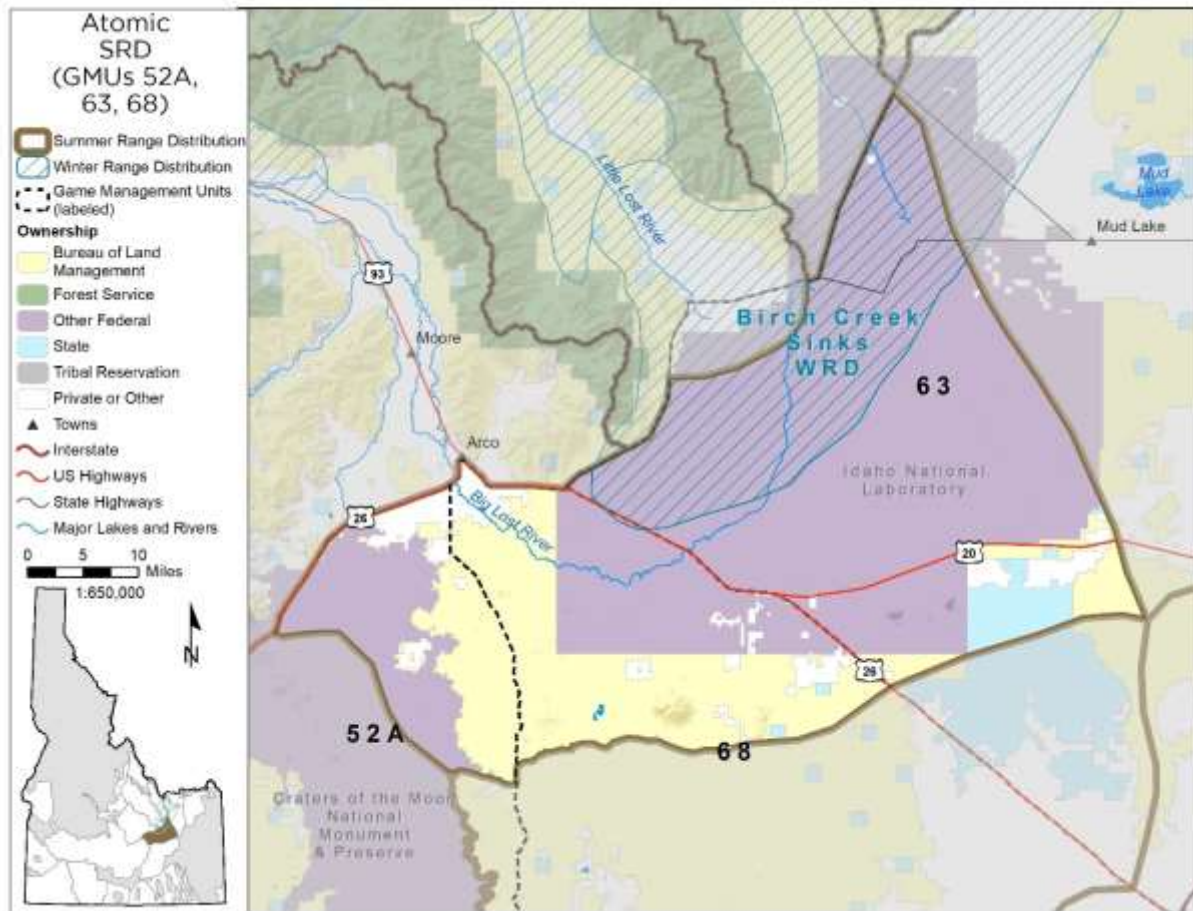 Atomic
SRD
(GMUs 52A,
63, 68)
Summer Range Distribution
Winter Range Distribution
Game Management Units
(labeled)
Ownership
Bureau of Land
Management
Forest Service
Other Federal
State
Tribal Reservation
Private or Other
Towns
Interstate
US Highways
State Highways
Major Lakes and Rivers
0 5 10
Miles
1:650,000
N
Little Lost River
Mud
Lake
Mud Lake
93
Moore
Birch Creek
Sinks
WRD
63
Arco
Idaho National
Laboratory
Big Lost River
26
20
26
52A
68
Craters of the Moon
National
Monument
& Preserve